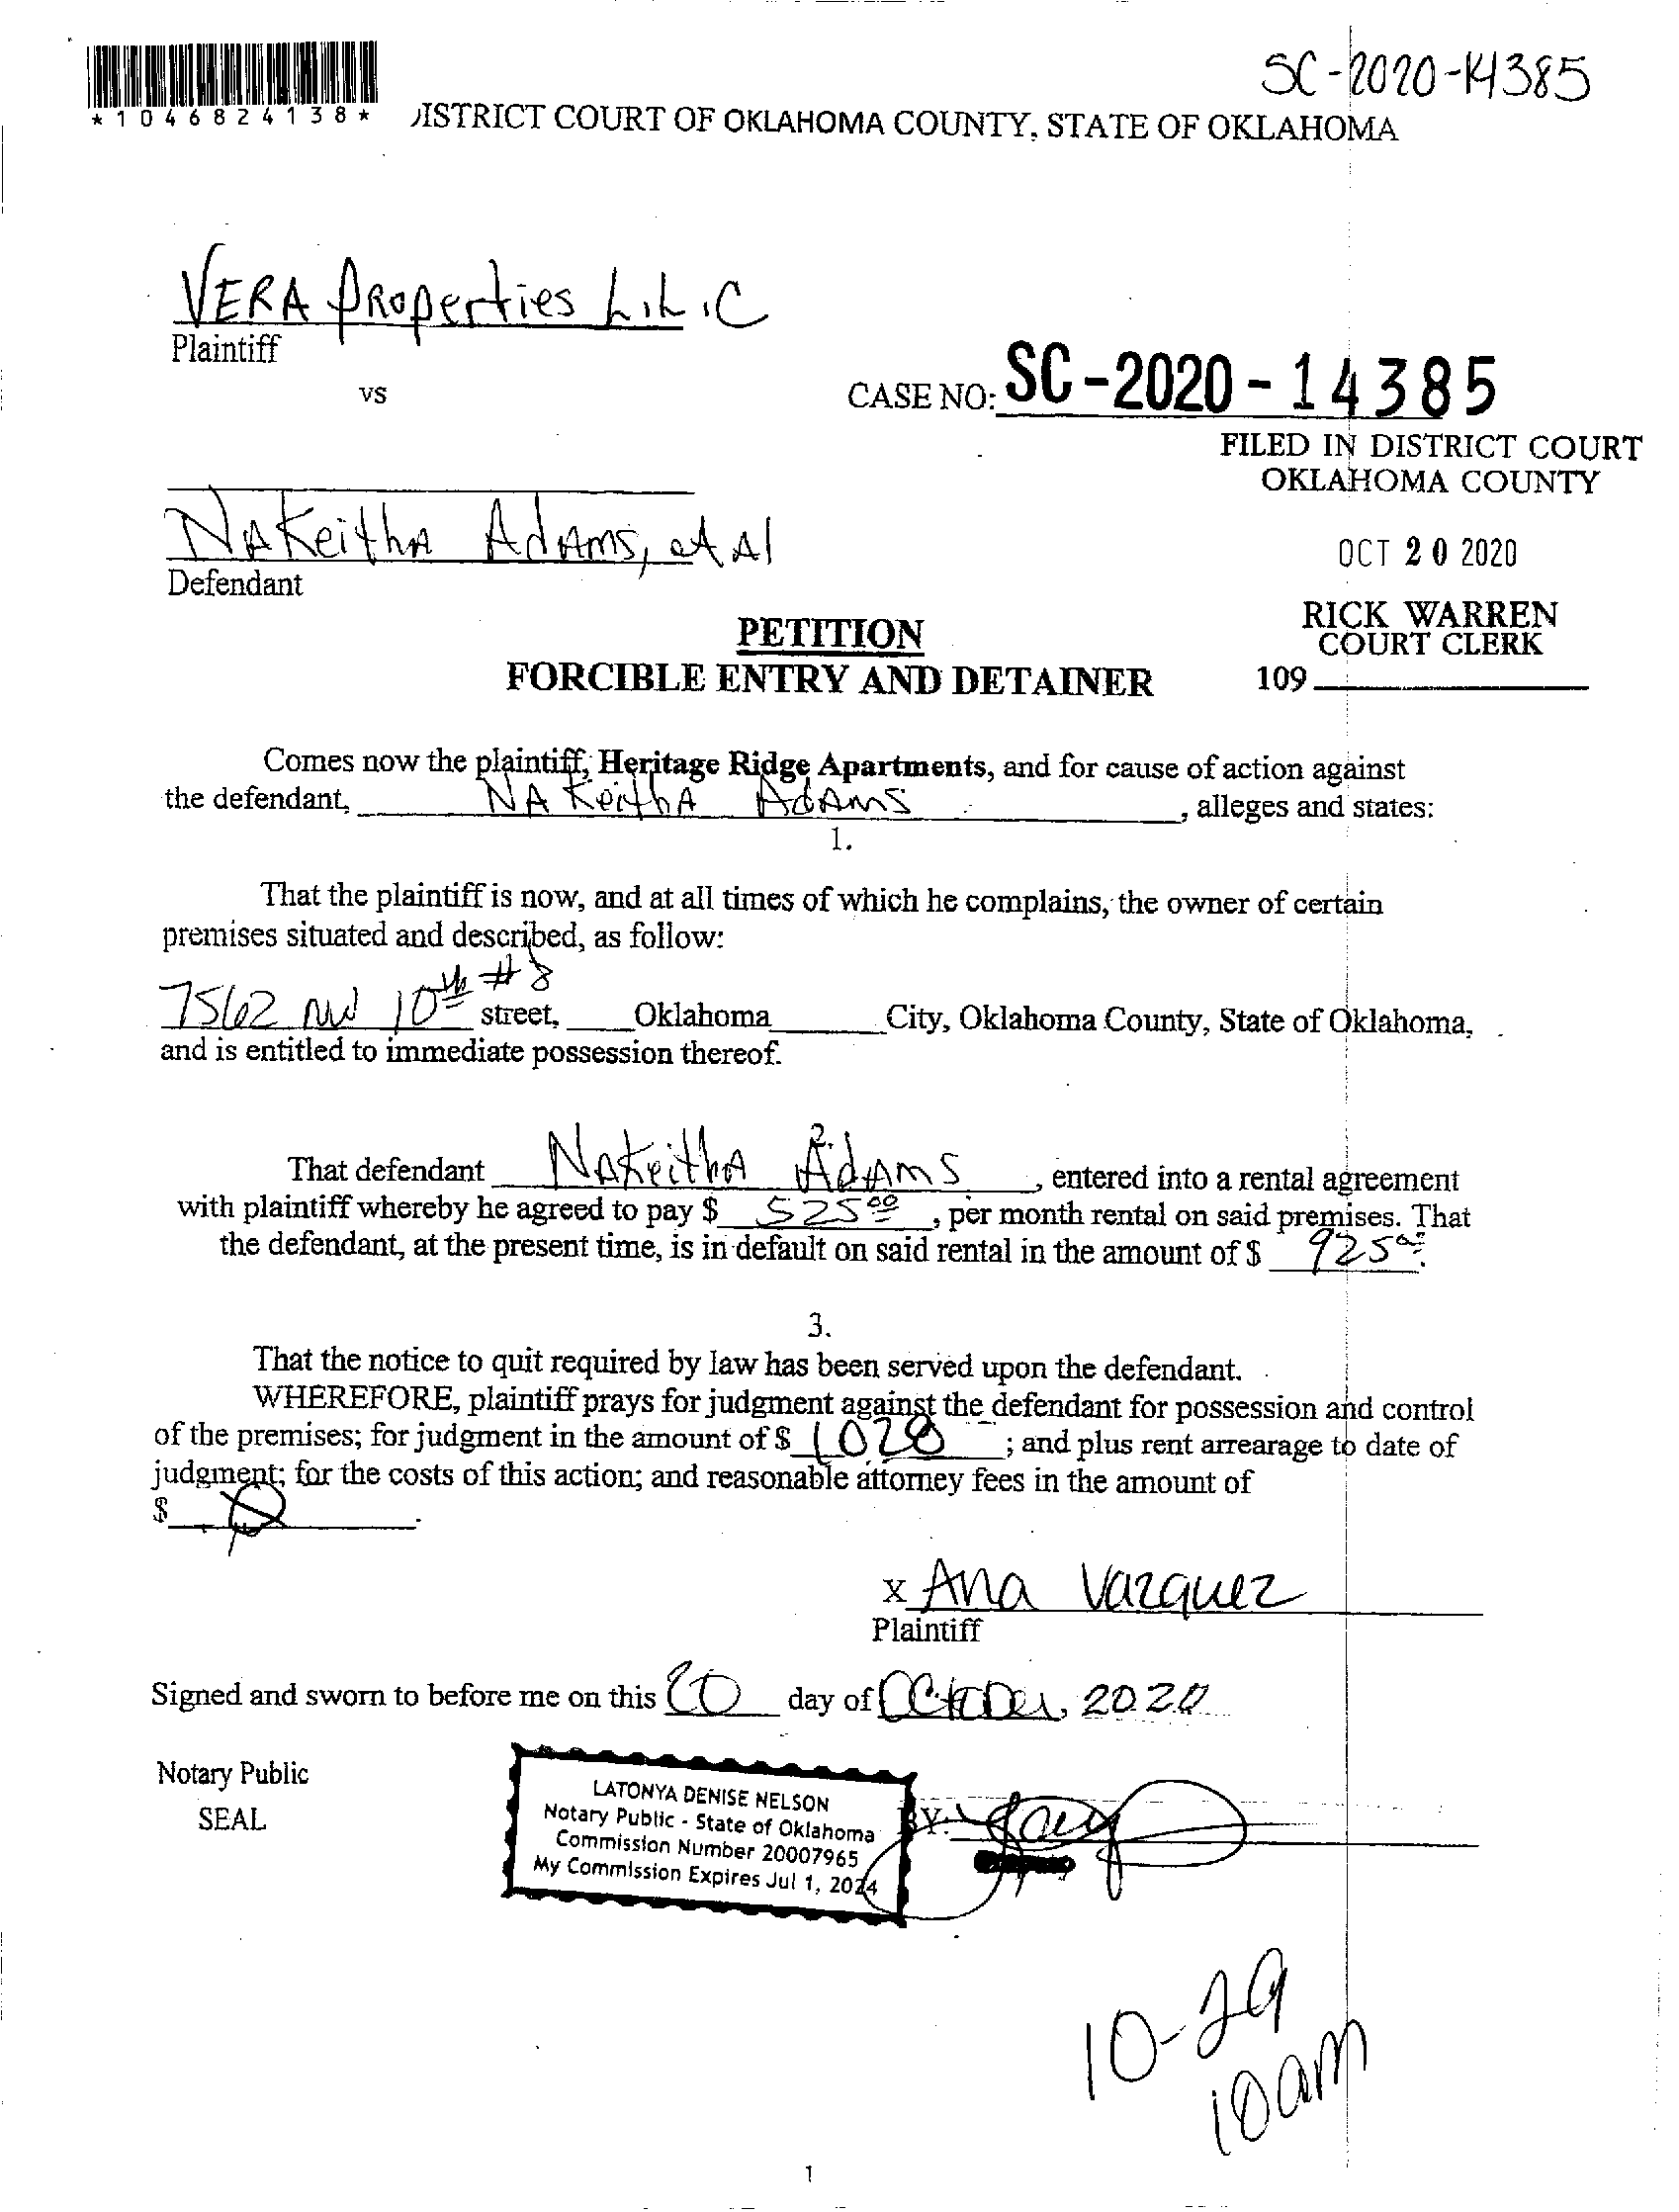 SC-2020-14385
*1046824138*
DISTRICT COURT OF OKLAHOMA COUNTY, STATE OF OKLAHOMA
VERA Properties L.L.C
Plaintiff
vs
CASE NO: SC-2020-14385
FILED IN DISTRICT COURT
OKLAHOMA COUNTY
NaKeitha Adams, et Al
Defendant
OCT 20 2020
RICK WARREN
COURT CLERK
109
PETITION
FORCIBLE ENTRY AND DETAINER
Comes now the plaintiff, Heritage Ridge Apartments, and for cause of action against
the defendant, NA KeithA AdAms, alleges and states:
1.
That the plaintiff is now, and at all times of which he complains, the owner of certain
premises situated and described, as follow:
7562 NW 10th #8 street, Oklahoma City, Oklahoma County, State of Oklahoma,
and is entitled to immediate possession thereof.
2.
That defendant NaKeithA AdAms, entered into a rental agreement
with plaintiff whereby he agreed to pay $ 525 00, per month rental on said premises. That
the defendant, at the present time, is in default on said rental in the amount of $ 925 00.
3.
That the notice to quit required by law has been served upon the defendant.
WHEREFORE, plaintiff prays for judgment against the defendant for possession and control
of the premises; for judgment in the amount of $ 1028 ; and plus rent arrearage to date of
judgment; for the costs of this action; and reasonable attorney fees in the amount of
$ .
x Ana Vazquez
Plaintiff
Signed and sworn to before me on this 20 day of October, 2020
Notary Public
SEAL
LATONYA DENISE NELSON
Notary Public - State of Oklahoma
Commission Number 20007965
My Commission Expires Jul 1, 2024
BY:
10-29
10am
1